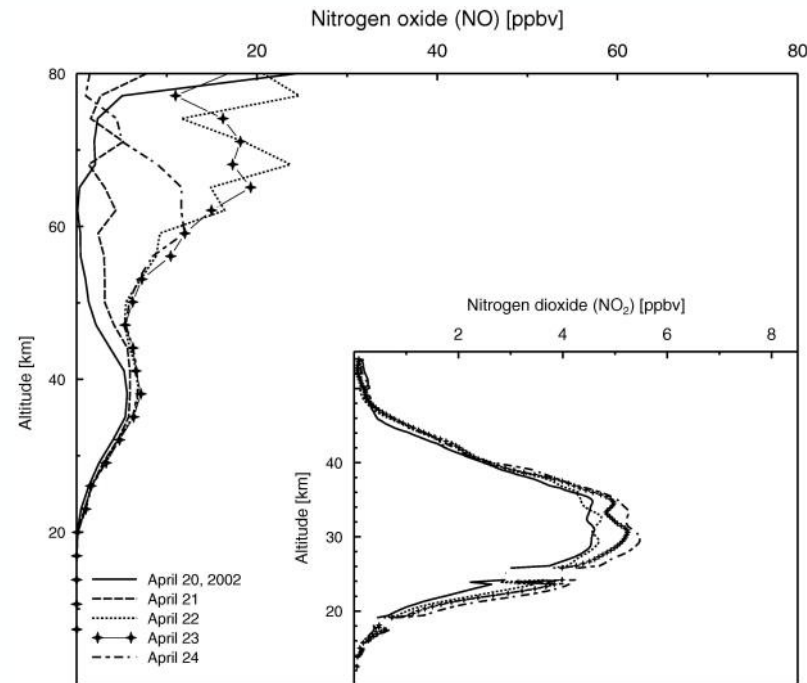 Nitrogen oxide (NO) [ppbv]
20 40 60 80
80
60
Nitrogen dioxide (NO₂) [ppbv]
2 4 6 8
Altitude [km]
40
Altitude [km]
40
30
20
20
April 20, 2002
April 21
April 22
April 23
April 24